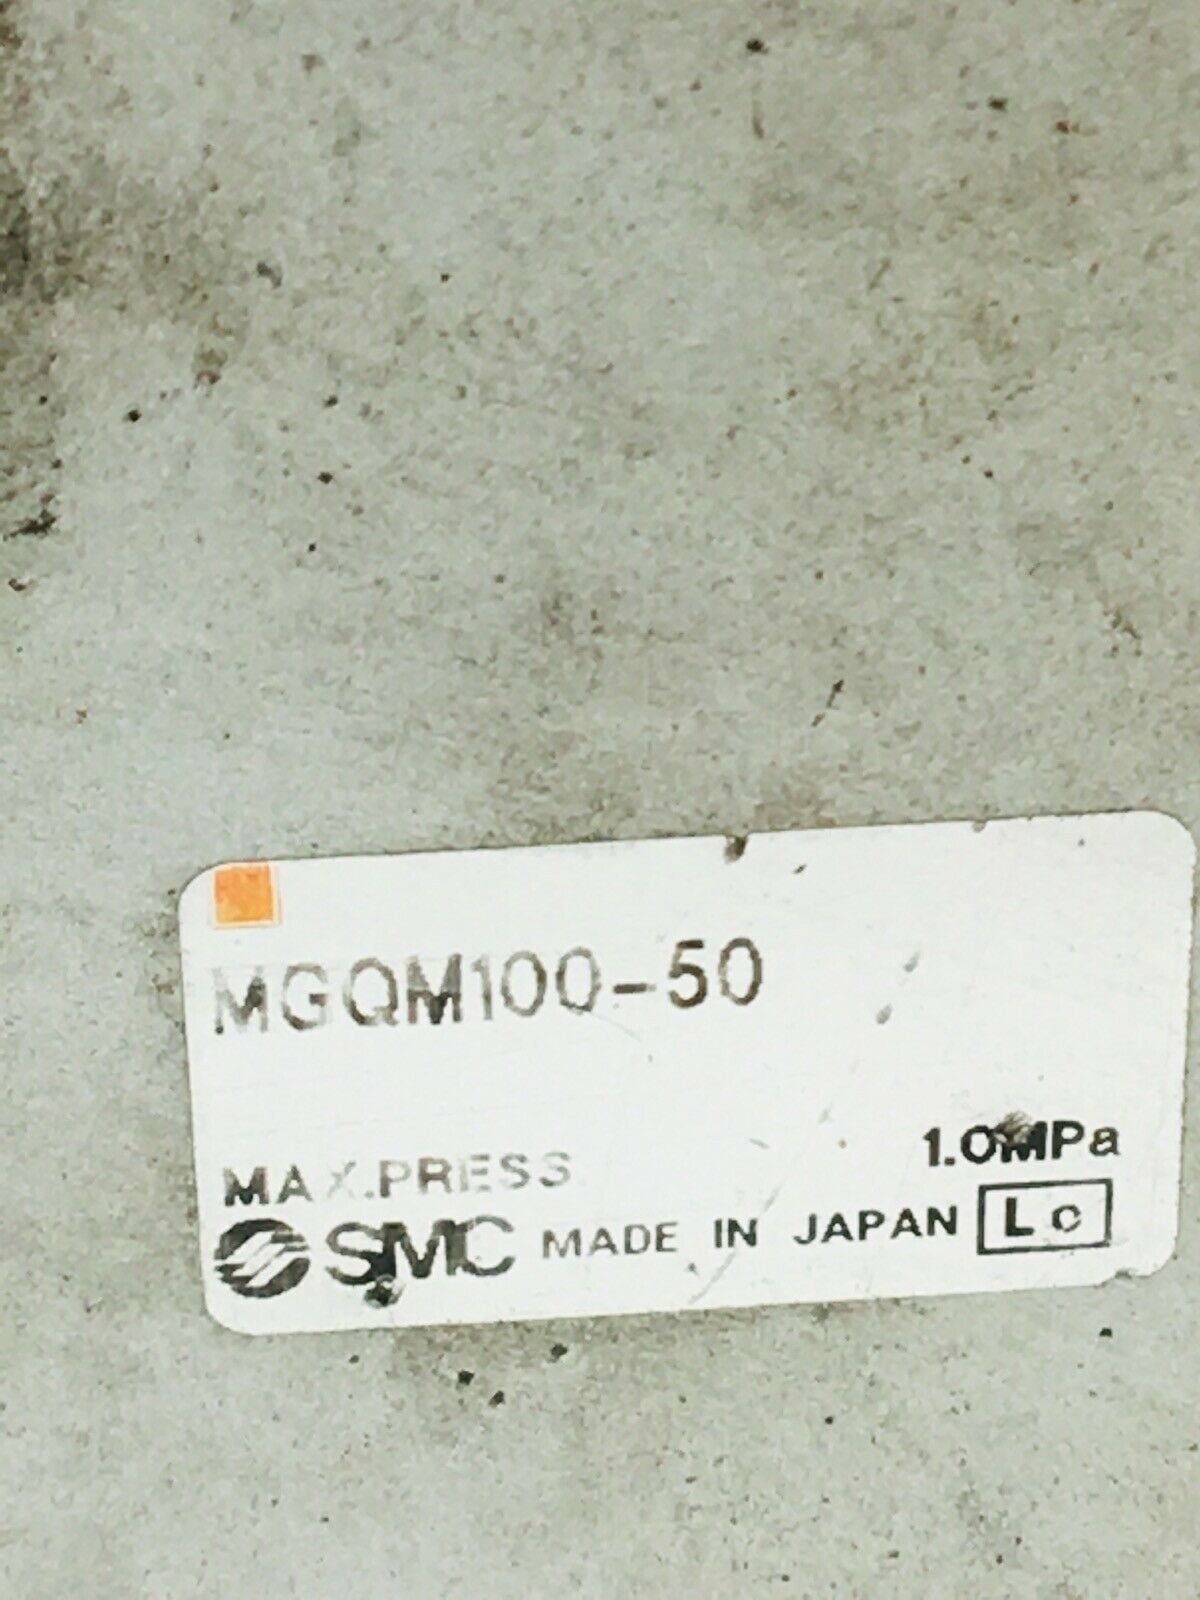 MGQM100-50
MAX.PRESS. 1.0MPa
SMC MADE IN JAPAN Lc